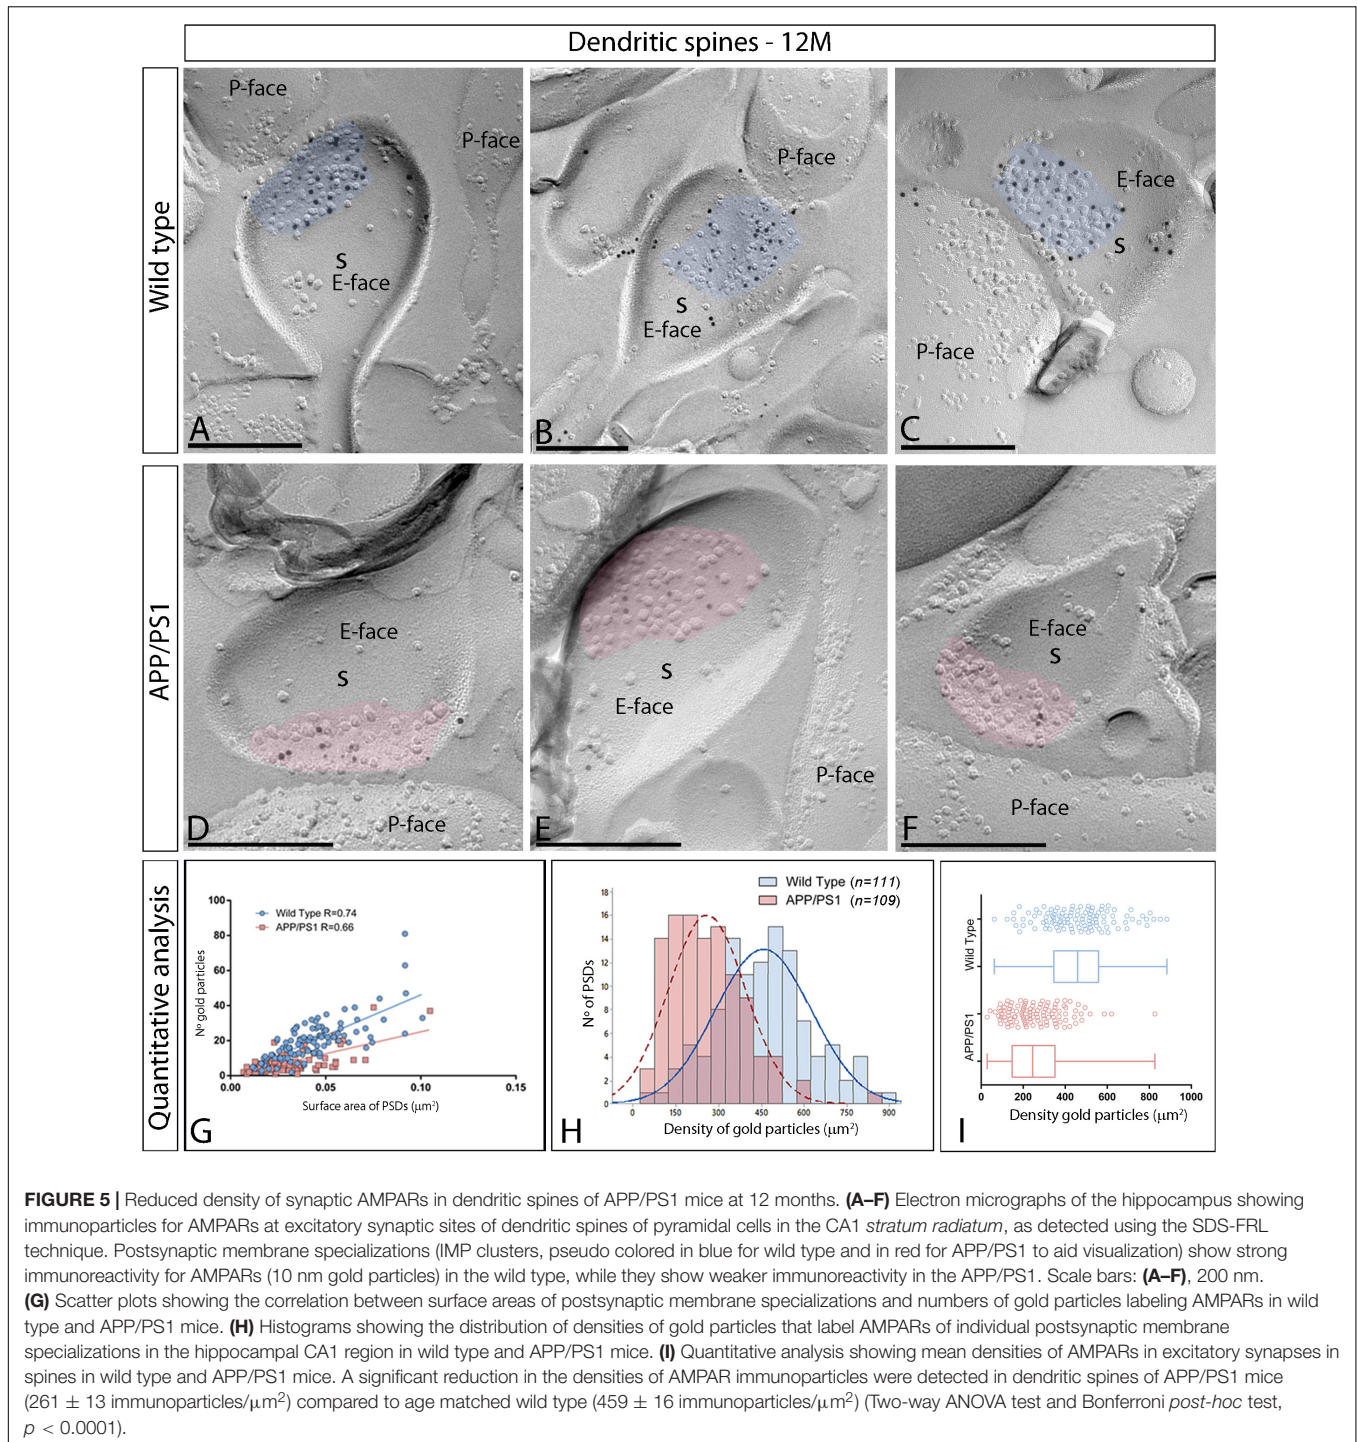 Dendritic spines - 12M
Wild type
P-face
P-face
S
E-face
A
P-face
S
E-face
B
E-face
S
P-face
C
APP/PS1
E-face
S
P-face
D
S
E-face
P-face
E
E-face
S
P-face
F
Quantitative analysis
Nº gold particles
100
80
60
40
20
0
Wild Type R=0.74
APP/PS1 R=0.66
0.00 0.05 0.10 0.15
Surface area of PSDs (μm²)
G
Nº of PSDs
18
16
14
12
10
8
6
4
2
0
Wild Type (n=111)
APP/PS1 (n=109)
0 150 300 450 600 750 900
Density of gold particles (μm²)
H
Wild Type
APP/PS1
0 200 400 600 800 1000
Density gold particles (μm²)
I
FIGURE 5 | Reduced density of synaptic AMPARs in dendritic spines of APP/PS1 mice at 12 months. (A–F) Electron micrographs of the hippocampus showing
immunoparticles for AMPARs at excitatory synaptic sites of dendritic spines of pyramidal cells in the CA1 stratum radiatum, as detected using the SDS-FRL
technique. Postsynaptic membrane specializations (IMP clusters, pseudo colored in blue for wild type and in red for APP/PS1 to aid visualization) show strong
immunoreactivity for AMPARs (10 nm gold particles) in the wild type, while they show weaker immunoreactivity in the APP/PS1. Scale bars: (A–F), 200 nm.
(G) Scatter plots showing the correlation between surface areas of postsynaptic membrane specializations and numbers of gold particles labeling AMPARs in wild
type and APP/PS1 mice. (H) Histograms showing the distribution of densities of gold particles that label AMPARs of individual postsynaptic membrane
specializations in the hippocampal CA1 region in wild type and APP/PS1 mice. (I) Quantitative analysis showing mean densities of AMPARs in excitatory synapses in
spines in wild type and APP/PS1 mice. A significant reduction in the densities of AMPAR immunoparticles were detected in dendritic spines of APP/PS1 mice
(261 ± 13 immunoparticles/μm²) compared to age matched wild type (459 ± 16 immunoparticles/μm²) (Two-way ANOVA test and Bonferroni post-hoc test,
p < 0.0001).